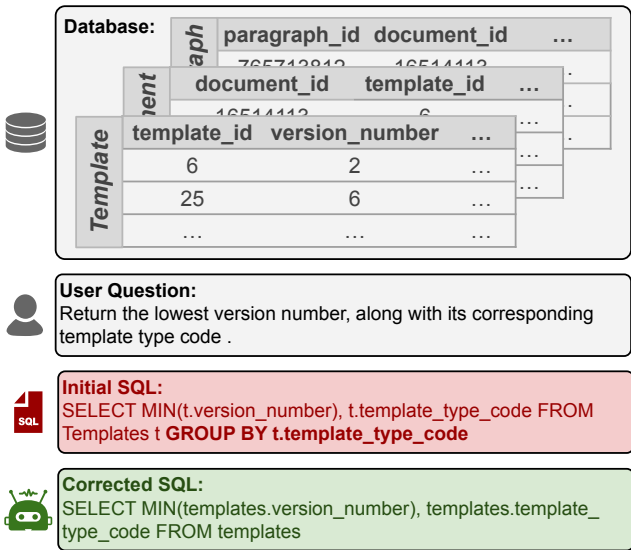 Database:
paragraph_id document_id …
document_id template_id …
16514113 6
Template
template_id version_number …
6 2 …
25 6 …
… … …
User Question:
Return the lowest version number, along with its corresponding
template type code .
SQL
Initial SQL:
SELECT MIN(t.version_number), t.template_type_code FROM
Templates t GROUP BY t.template_type_code
Corrected SQL:
SELECT MIN(templates.version_number), templates.template_
type_code FROM templates